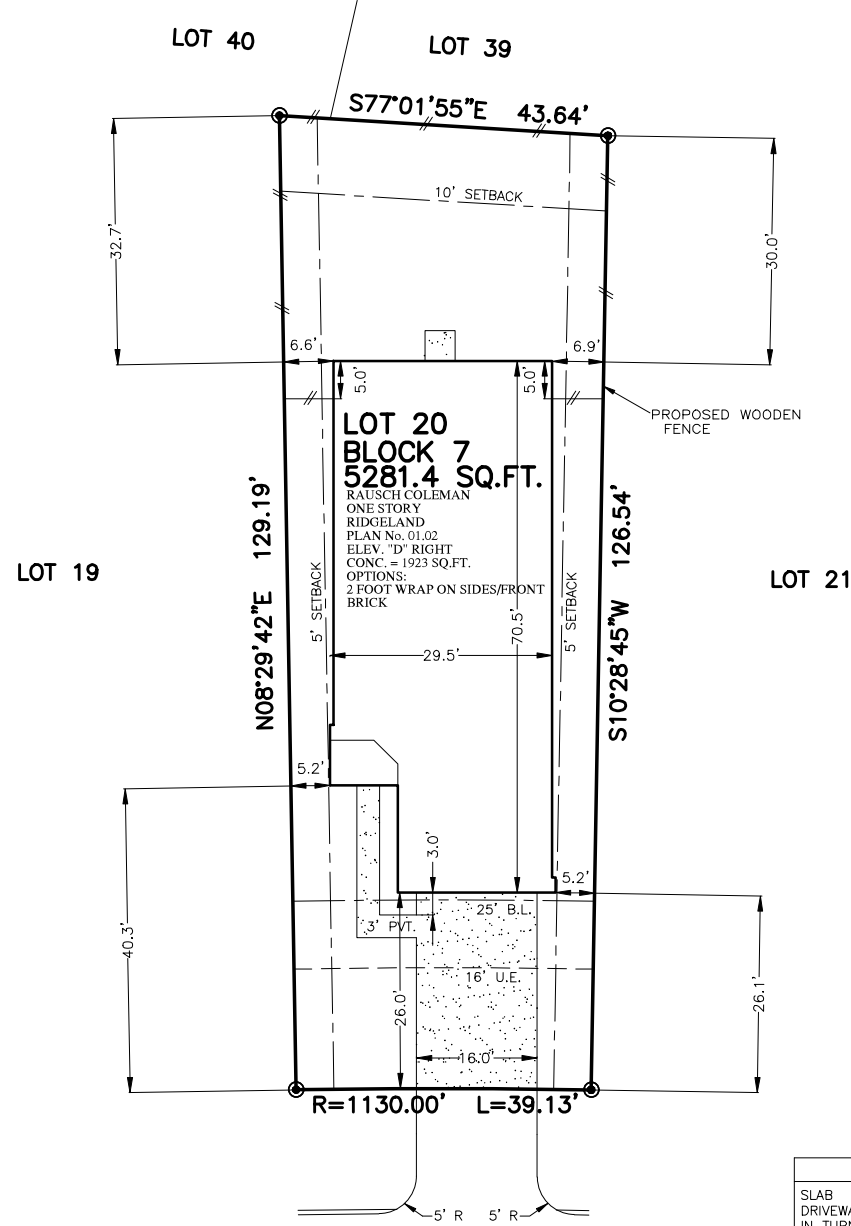 LOT 40
LOT 39
S77°01'55"E 43.64'
10' SETBACK
32.7'
30.0'
6.6'
6.9'
5.0'
5.0'
PROPOSED WOODEN
FENCE
LOT 20
BLOCK 7
5281.4 SQ.FT.
RAUSCH COLEMAN
ONE STORY
RIDGELAND
PLAN No. 01.02
ELEV. "D" RIGHT
CONC. = 1923 SQ.FT.
OPTIONS:
2 FOOT WRAP ON SIDES/FRONT
BRICK
LOT 19
LOT 21
N08°29'42"E 129.19'
S10°28'45"W 126.54'
5' SETBACK
5' SETBACK
70.5'
29.5'
5.2'
3.0'
5.2'
25' B.L.
3' PVT.
40.3'
16' U.E.
26.0'
26.1'
16.0'
R=1130.00' L=39.13'
5' R
5' R
SLAB
DRIVEWA
IN TURN